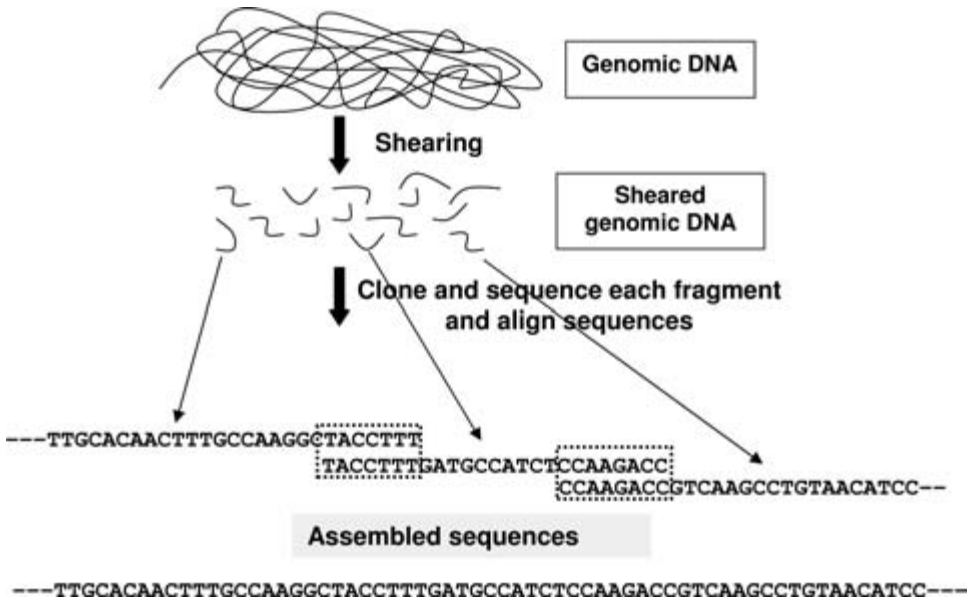 Genomic DNA
Shearing
Sheared
genomic DNA
Clone and sequence each fragment
and align sequences
---TTGCACAACTTTGCCAAGGCTACCTTT
TACCTTTGATGCCATCTCCAAGACC
CCAAGACCGTCAAGCCTGTAACATCC--
Assembled sequences
---TTGCACAACTTTGCCAAGGCTACCTTTGATGCCATCTCCAAGACCGTCAAGCCTGTAACATCC---